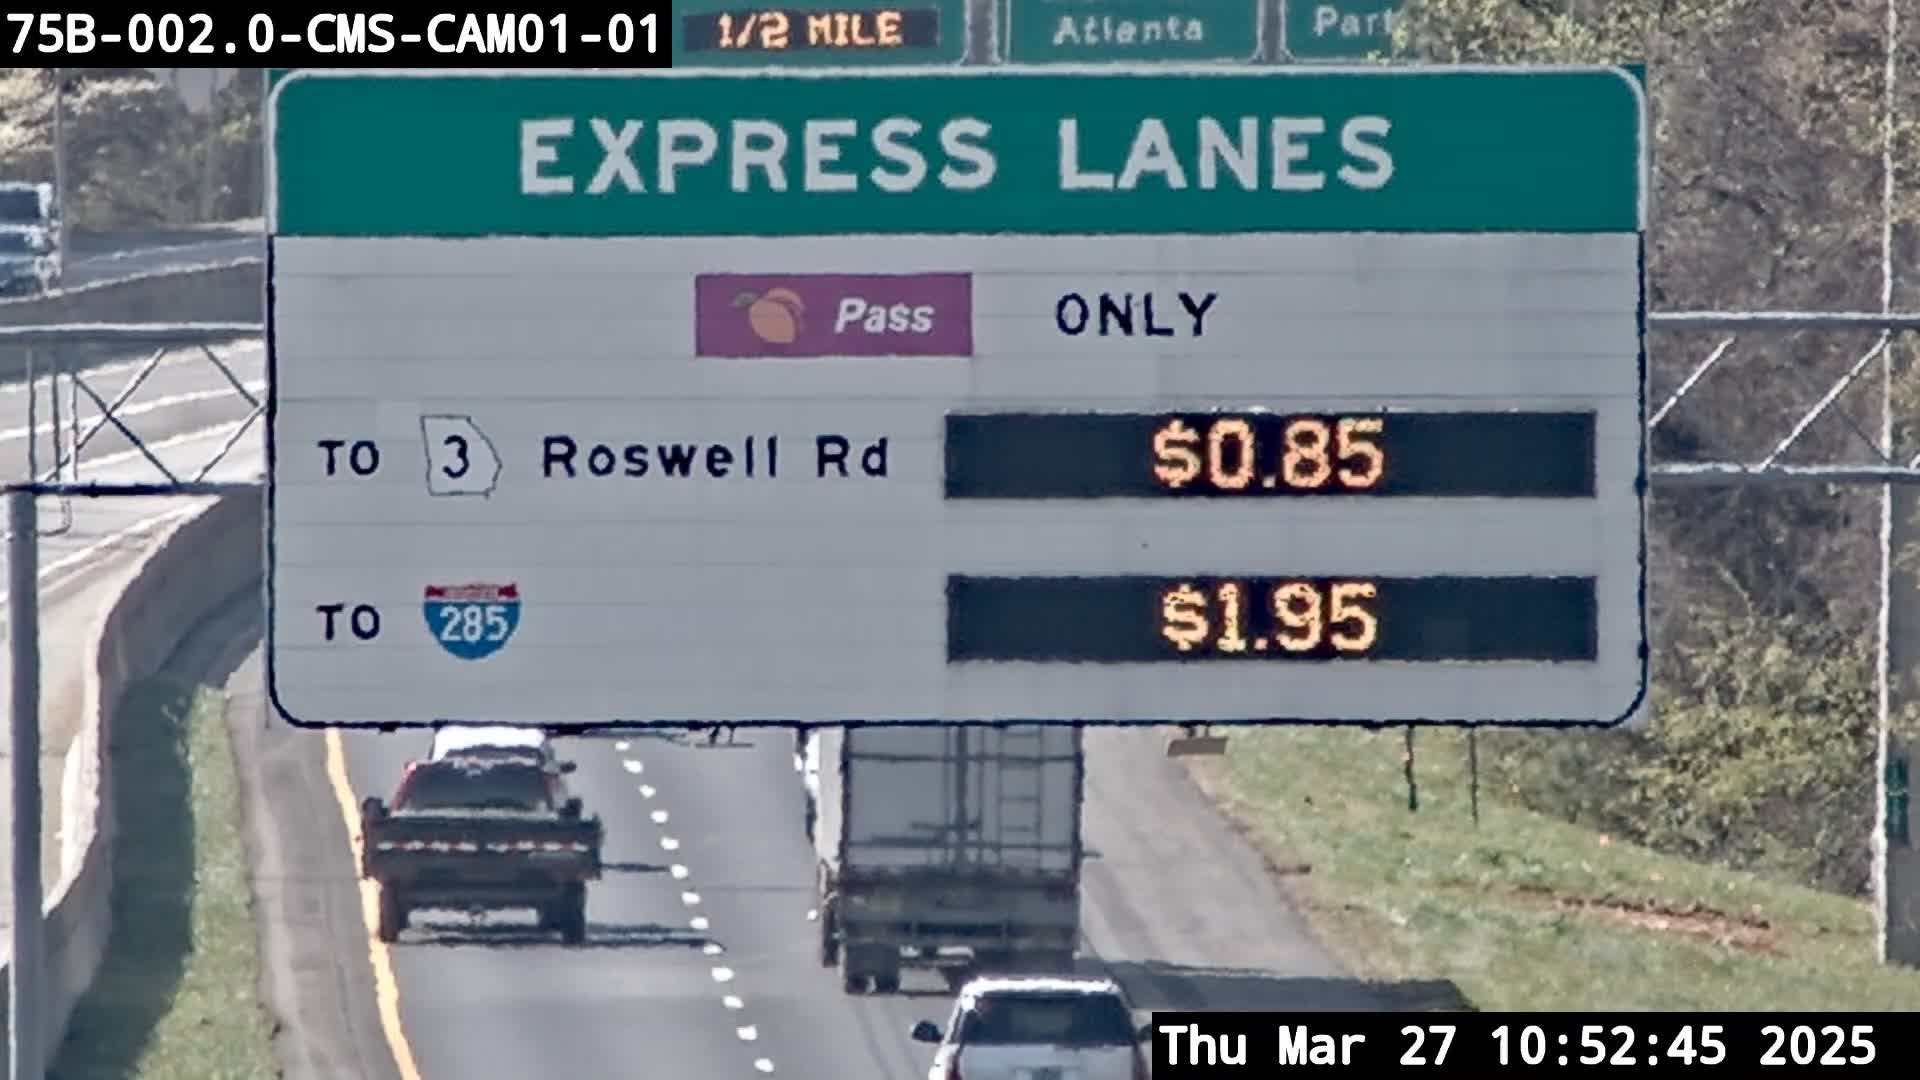 75B-002.0-CMS-CAM01-01
1/2 MILE
Atlanta
EXPRESS LANES
Pass ONLY
TO 3 Roswell Rd $0.85
TO 285 $1.95
Thu Mar 27 10:52:45 2025